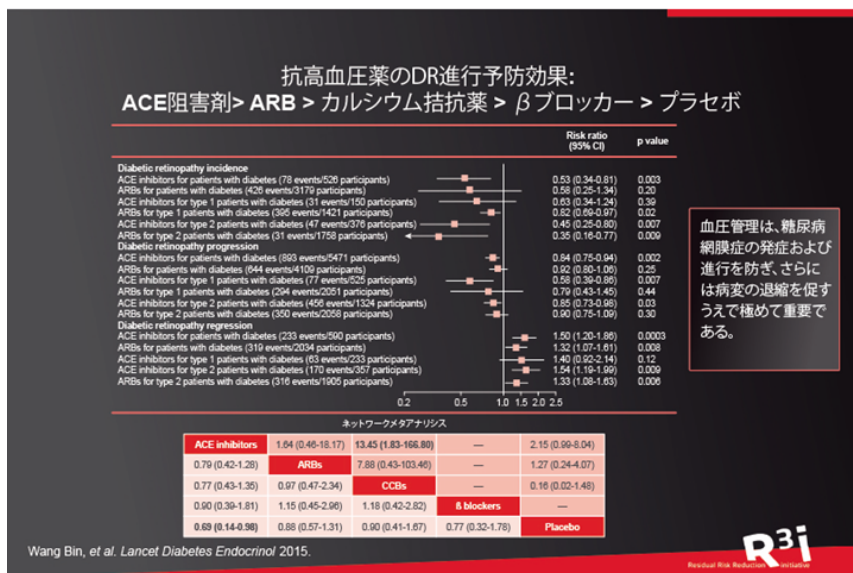 抗高血圧薬のDR進行予防効果:
ACE阻害剤> ARB > カルシウム拮抗薬 > βブロッカー > プラセボ
Risk ratio (95% CI) p value
Diabetic retinopathy incidence
ACE inhibitors for patients with diabetes (78 events/526 participants) 0.53 (0.34-0.81) 0.003
ARBs for patients with diabetes (426 events/3179 participants) 0.58 (0.25-1.34) 0.20
ACE inhibitors for type 1 patients with diabetes (31 events/150 participants) 0.63 (0.34-1.24) 0.39
ARBs for type 1 patients with diabetes (395 events/1421 participants) 0.82 (0.69-0.97) 0.02
ACE inhibitors for type 2 patients with diabetes (47 events/376 participants) 0.45 (0.25-0.80) 0.007
ARBs for type 2 patients with diabetes (31 events/1758 participants) 0.35 (0.16-0.77) 0.009
Diabetic retinopathy progression
ACE inhibitors for patients with diabetes (893 events/5471 participants) 0.84 (0.75-0.94) 0.002
ARBs for patients with diabetes (644 events/4109 participants) 0.92 (0.80-1.06) 0.25
ACE inhibitors for type 1 patients with diabetes (77 events/525 participants) 0.58 (0.39-0.86) 0.007
ARBs for type 1 patients with diabetes (294 events/2051 participants) 0.79 (0.43-1.45) 0.44
ACE inhibitors for type 2 patients with diabetes (456 events/1324 participants) 0.85 (0.73-0.98) 0.03
ARBs for type 2 patients with diabetes (350 events/2058 participants) 0.90 (0.75-1.09) 0.30
Diabetic retinopathy regression
ACE inhibitors for patients with diabetes (233 events/590 participants) 1.50 (1.20-1.86) 0.0003
ARBs for patients with diabetes (319 events/2034 participants) 1.32 (1.07-1.61) 0.008
ACE inhibitors for type 1 patients with diabetes (63 events/233 participants) 1.40 (0.92-2.14) 0.12
ACE inhibitors for type 2 patients with diabetes (170 events/357 participants) 1.54 (1.19-1.99) 0.009
ARBs for type 2 patients with diabetes (316 events/1905 participants) 1.33 (1.08-1.63) 0.006
0.2 0.5 1.0 1.5 2.0 2.5
血圧管理は、糖尿病
網膜症の発症および
進行を防ぎ、さらに
は病変の退縮を促す
うえで極めて重要で
ある。
ネットワークメタアナリシス
ACE inhibitors 1.64 (0.46-18.17) 13.45 (1.83-166.80) — 2.15 (0.99-8.04)
0.79 (0.42-1.28) ARBs 7.88 (0.43-103.46) — 1.27 (0.24-4.07)
0.77 (0.43-1.35) 0.97 (0.47-2.34) CCBs — 0.16 (0.02-1.48)
0.90 (0.39-1.81) 1.15 (0.45-2.96) 1.18 (0.42-2.82) ß blockers —
0.69 (0.14-0.98) 0.88 (0.57-1.31) 0.90 (0.41-1.67) 0.77 (0.32-1.78) Placebo
Wang Bin, et al. Lancet Diabetes Endocrinol 2015.
R3i
Residual Risk Reduction initiative